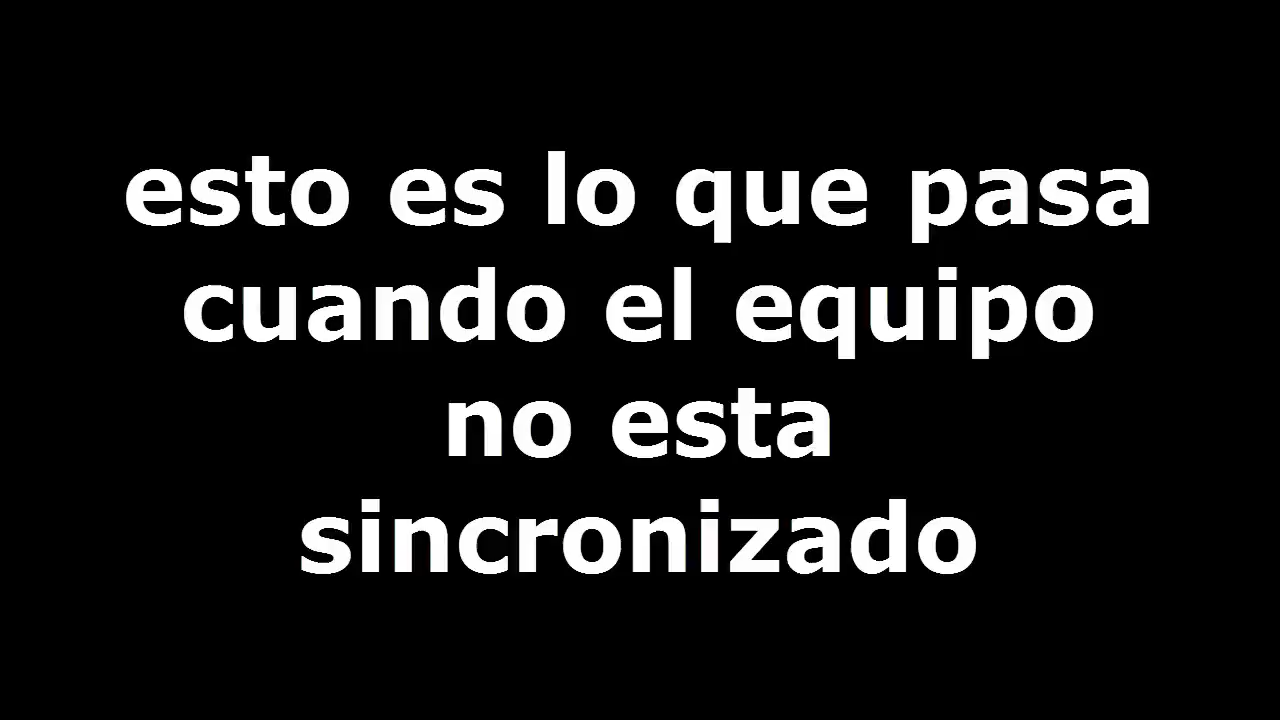 esto es lo que pasa
cuando el equipo
no esta
sincronizado